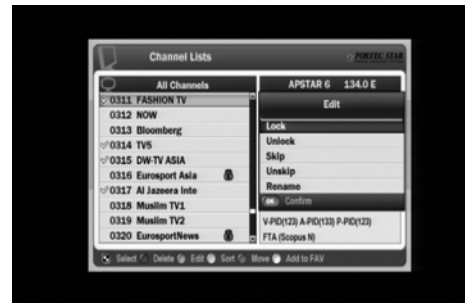 Channel Lists
FORTEC STAR
All Channels
0311 FASHION TV
0312 NOW
0313 Bloomberg
0314 TV5
0315 DW-TV ASIA
0316 Eurosport Asia
0317 Al Jazeera Inte
0318 Muslim TV1
0319 Muslim TV2
0320 EurosportNews
APSTAR 6 134.0 E
Edit
Lock
Unlock
Skip
Unskip
Rename
OK Confirm
V-PID(123) A-PID(133) P-PID(123)
FTA (Scopus N)
Select Delete Edit Sort Move Add to FAV